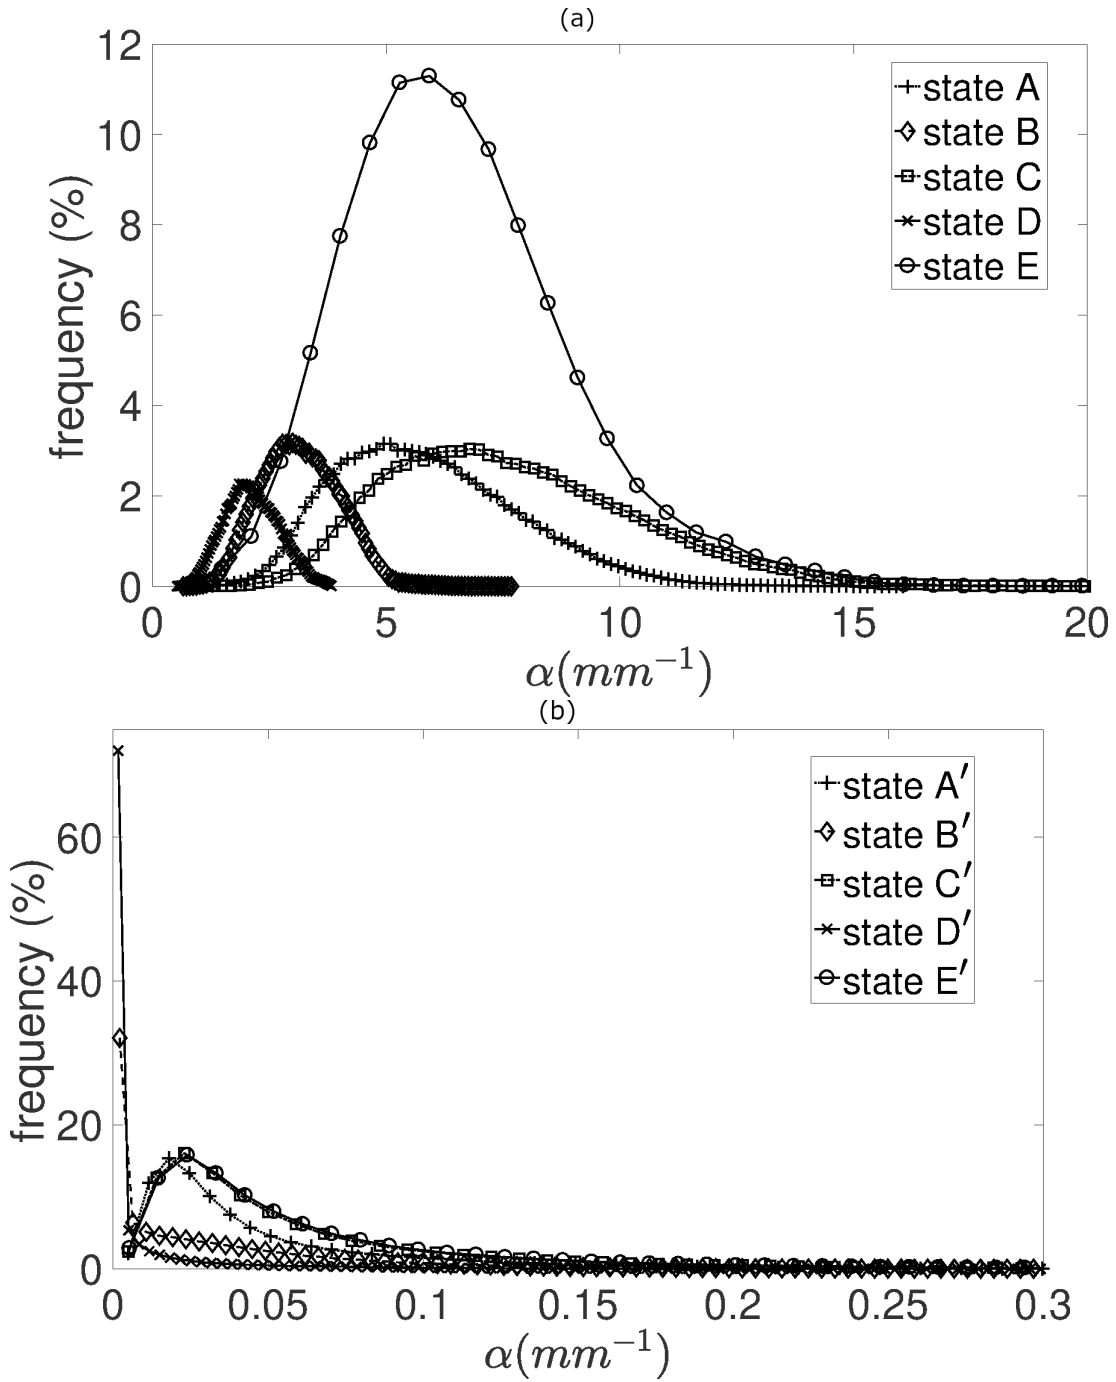 (a)
frequency (%)
12
10
8
6
4
2
0
0 5 10 15 20
α(mm⁻¹)
state A
state B
state C
state D
state E
(b)
frequency (%)
60
40
20
0
0 0.05 0.1 0.15 0.2 0.25 0.3
α(mm⁻¹)
state A′
state B′
state C′
state D′
state E′